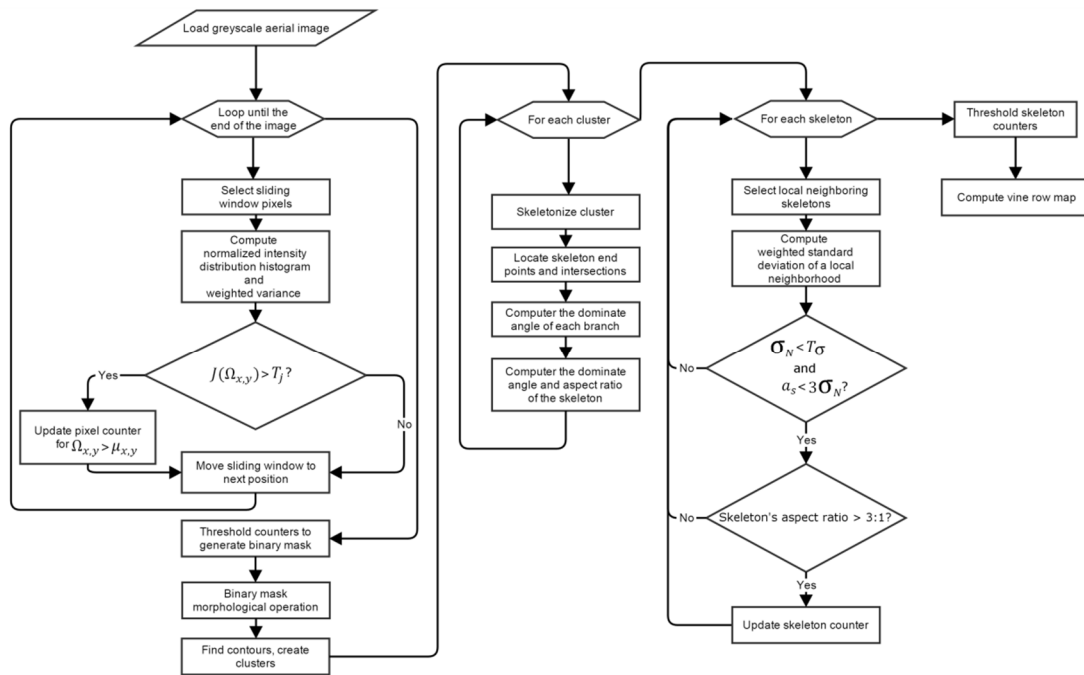 Load greyscale aerial image
Loop until the
end of the image
Select sliding
window pixels
Compute
normalized intensity
distribution histogram
and
weighted variance
J(Ωx,y)>Tj?
Yes
No
Update pixel counter
for Ωx,y>μx,y
Move sliding window to
next position
Threshold counters to
generate binary mask
Binary mask
morphological operation
Find contours, create
clusters
For each cluster
Skeletonize cluster
Locate skeleton end
points and intersections
Computer the dominate
angle of each branch
Computer the dominate
angle and aspect ratio
of the skeleton
For each skeleton
Select local neighboring
skeletons
Compute
weighted standard
deviation of a local
neighborhood
σN<Tσ
and
as<3σN?
No
Yes
Skeleton's aspect ratio > 3:1?
No
Yes
Update skeleton counter
Threshold skeleton
counters
Compute vine row map